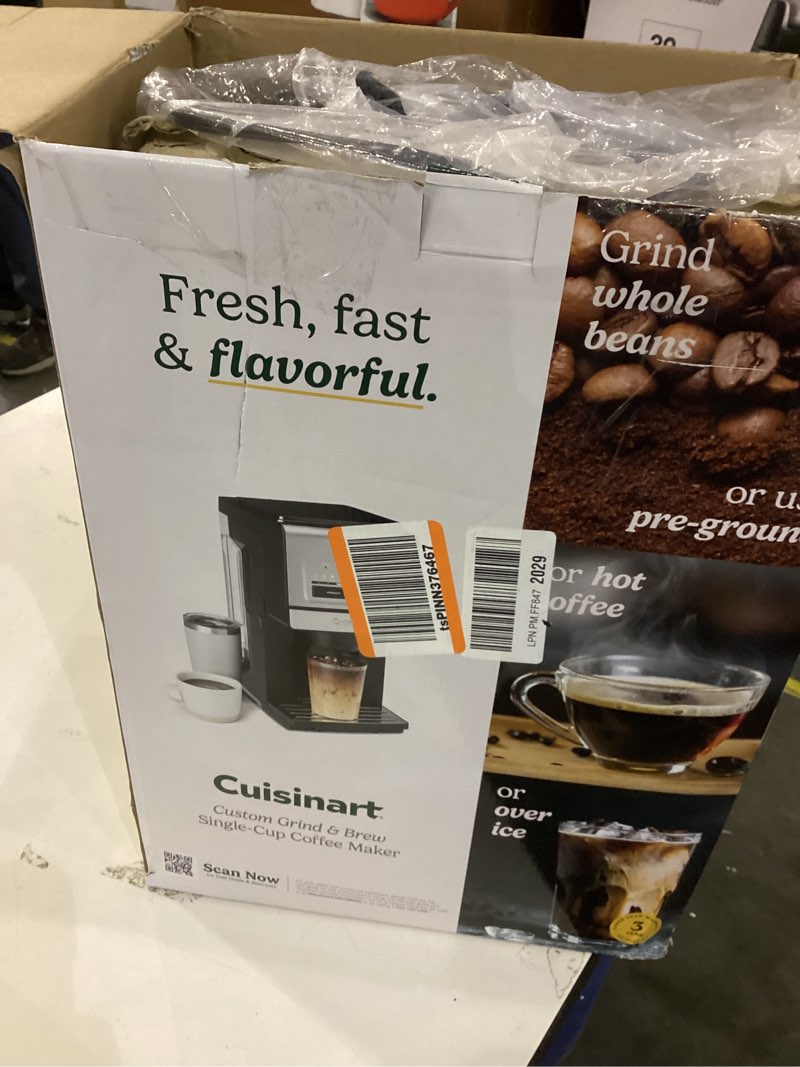 Fresh, fast
& flavorful.
Grind
whole
beans
or u
pre-groun
or hot
offee
or
over
ice
tsPINN376467
LPN PM FF847 2029
Cuisinart
Custom Grind & Brew
Single-Cup Coffee Maker
Scan Now
3